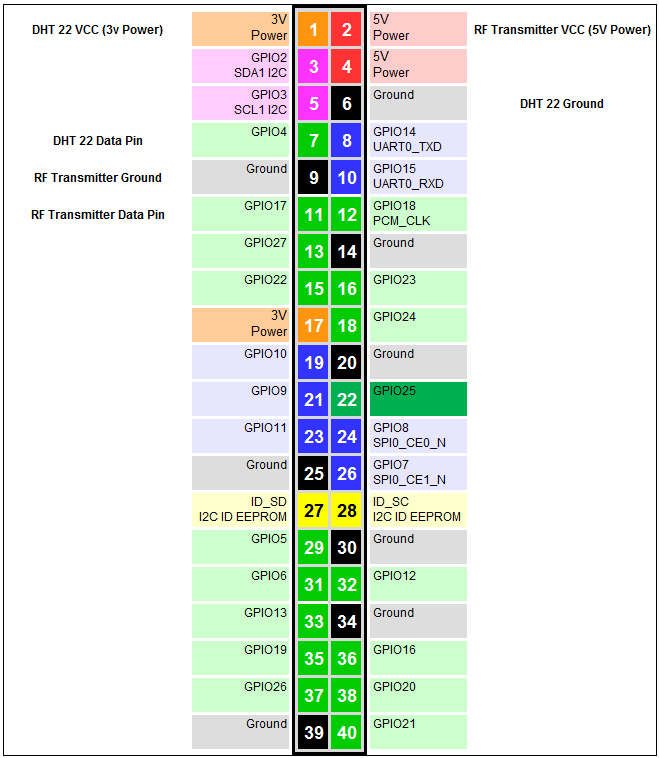 DHT 22 VCC (3v Power)
3V
Power
1
2
5V
Power
RF Transmitter VCC (5V Power)
GPIO2
SDA1 I2C
3
4
5V
Power
GPIO3
SCL1 I2C
5
6
Ground
DHT 22 Ground
DHT 22 Data Pin
GPIO4
7
8
GPIO14
UART0_TXD
RF Transmitter Ground
Ground
9
10
GPIO15
UART0_RXD
RF Transmitter Data Pin
GPIO17
11
12
GPIO18
PCM_CLK
GPIO27
13
14
Ground
GPIO22
15
16
GPIO23
3V
Power
17
18
GPIO24
GPIO10
19
20
Ground
GPIO9
21
22
GPIO25
GPIO11
23
24
GPIO8
SPI0_CE0_N
Ground
25
26
GPIO7
SPI0_CE1_N
ID_SD
I2C ID EEPROM
27
28
ID_SC
I2C ID EEPROM
GPIO5
29
30
Ground
GPIO6
31
32
GPIO12
GPIO13
33
34
Ground
GPIO19
35
36
GPIO16
GPIO26
37
38
GPIO20
Ground
39
40
GPIO21